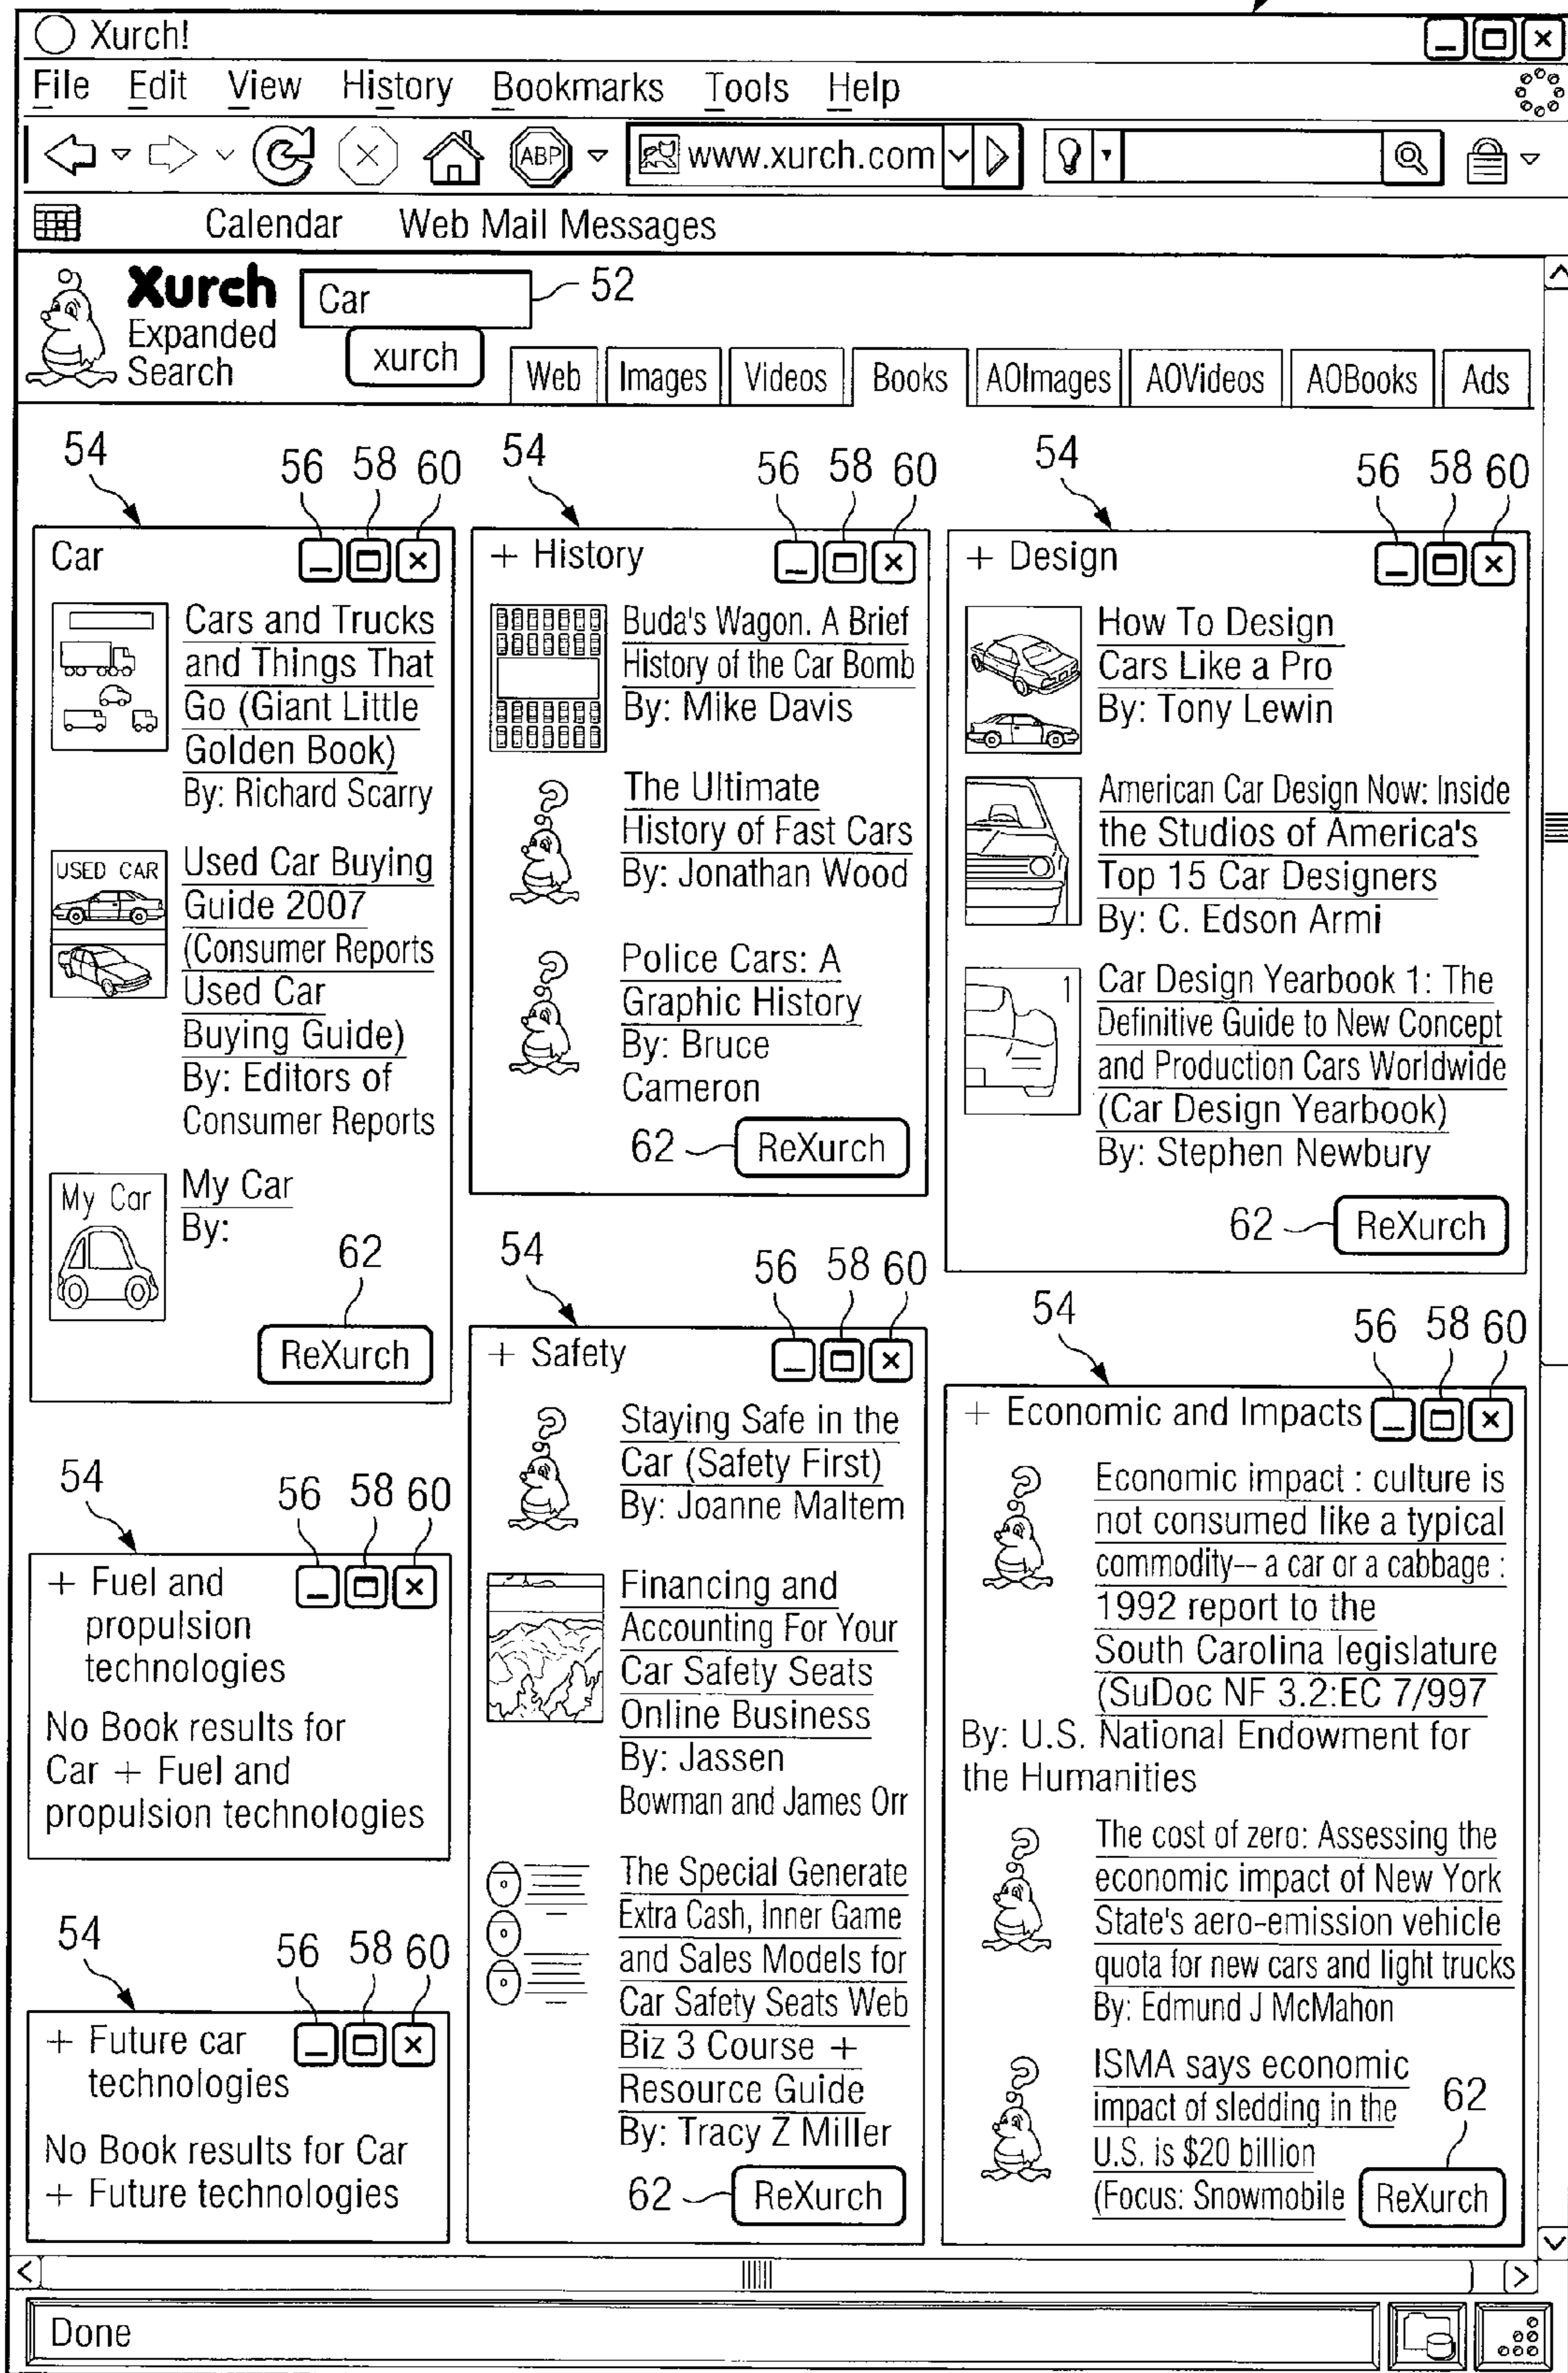 Xurch!
File Edit View History Bookmarks Tools Help
ABP www.xurch.com
Calendar Web Mail Messages
Xurch
Expanded
Search
Car
52
xurch
Web Images Videos Books AOImages AOVideos AOBooks Ads
54 56 58 60
Car
Cars and Trucks
and Things That
Go (Giant Little
Golden Book)
By: Richard Scarry
USED CAR
Used Car Buying
Guide 2007
(Consumer Reports
Used Car
Buying Guide)
By: Editors of
Consumer Reports
My Car
My Car
By:
62
ReXurch
54 56 58 60
+ Fuel and
propulsion
technologies
No Book results for
Car + Fuel and
propulsion technologies
54 56 58 60
+ Future car
technologies
No Book results for Car
+ Future technologies
54 56 58 60
+ History
Buda's Wagon. A Brief
History of the Car Bomb
By: Mike Davis
The Ultimate
History of Fast Cars
By: Jonathan Wood
Police Cars: A
Graphic History
By: Bruce
Cameron
62 ReXurch
54 56 58 60
+ Safety
Staying Safe in the
Car (Safety First)
By: Joanne Maltem
Financing and
Accounting For Your
Car Safety Seats
Online Business
By: Jassen
Bowman and James Orr
The Special Generate
Extra Cash, Inner Game
and Sales Models for
Car Safety Seats Web
Biz 3 Course +
Resource Guide
By: Tracy Z Miller
62 ReXurch
54 56 58 60
+ Design
How To Design
Cars Like a Pro
By: Tony Lewin
American Car Design Now: Inside
the Studios of America's
Top 15 Car Designers
By: C. Edson Armi
1
Car Design Yearbook 1: The
Definitive Guide to New Concept
and Production Cars Worldwide
(Car Design Yearbook)
By: Stephen Newbury
62 ReXurch
54 56 58 60
+ Economic and Impacts
Economic impact : culture is
not consumed like a typical
commodity-- a car or a cabbage :
1992 report to the
South Carolina legislature
(SuDoc NF 3.2:EC 7/997
By: U.S. National Endowment for
the Humanities
The cost of zero: Assessing the
economic impact of New York
State's aero-emission vehicle
quota for new cars and light trucks
By: Edmund J McMahon
ISMA says economic
impact of sledding in the
U.S. is $20 billion
(Focus: Snowmobile
62
ReXurch
Done